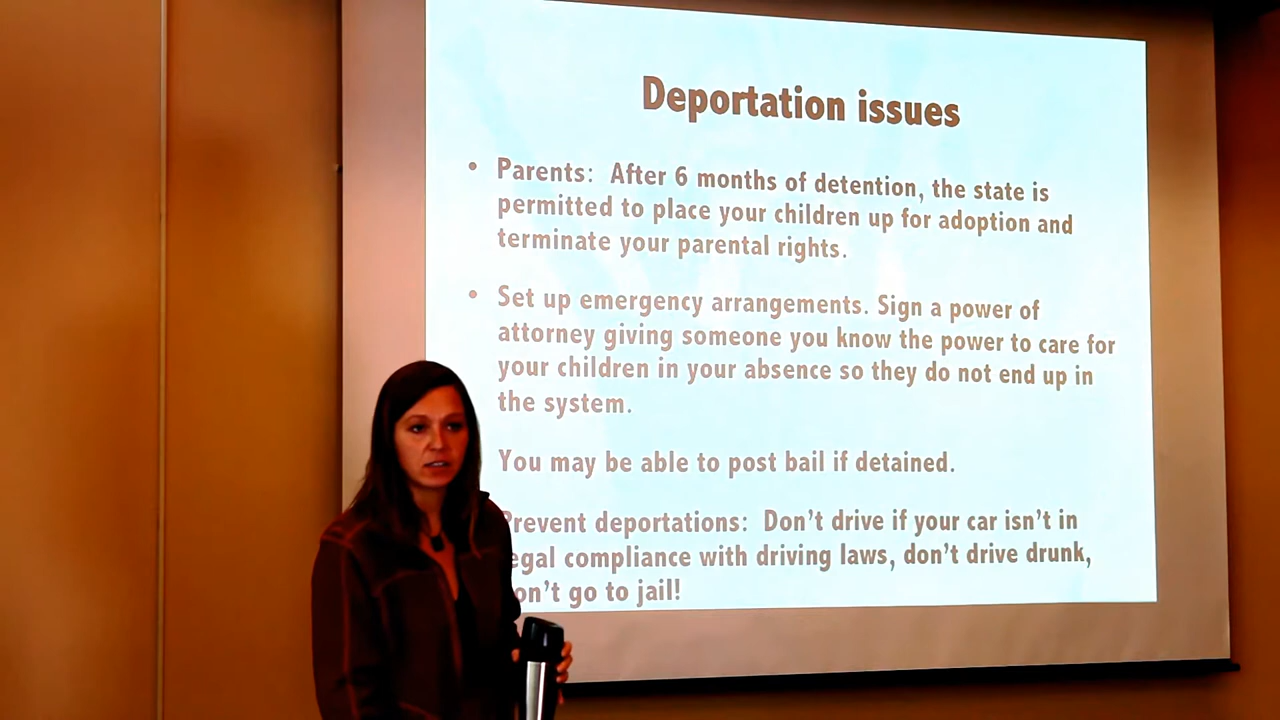 Deportation issues
• Parents: After 6 months of detention, the state is
permitted to place your children up for adoption and
terminate your parental rights.
• Set up emergency arrangements. Sign a power of
attorney giving someone you know the power to care for
your children in your absence so they do not end up in
the system.
You may be able to post bail if detained.
Prevent deportations: Don't drive if your car isn't in
egal compliance with driving laws, don't drive drunk,
on't go to jail!